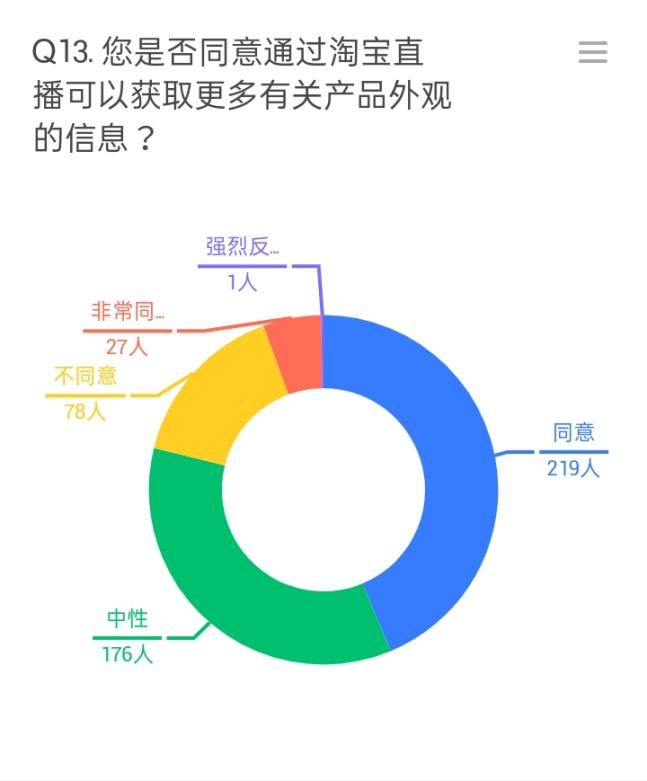 Q13. 您是否同意通过淘宝直
播可以获取更多有关产品外观
的信息？
强烈反...
1人
非常同...
27人
不同意
78人
同意
219人
中性
176人